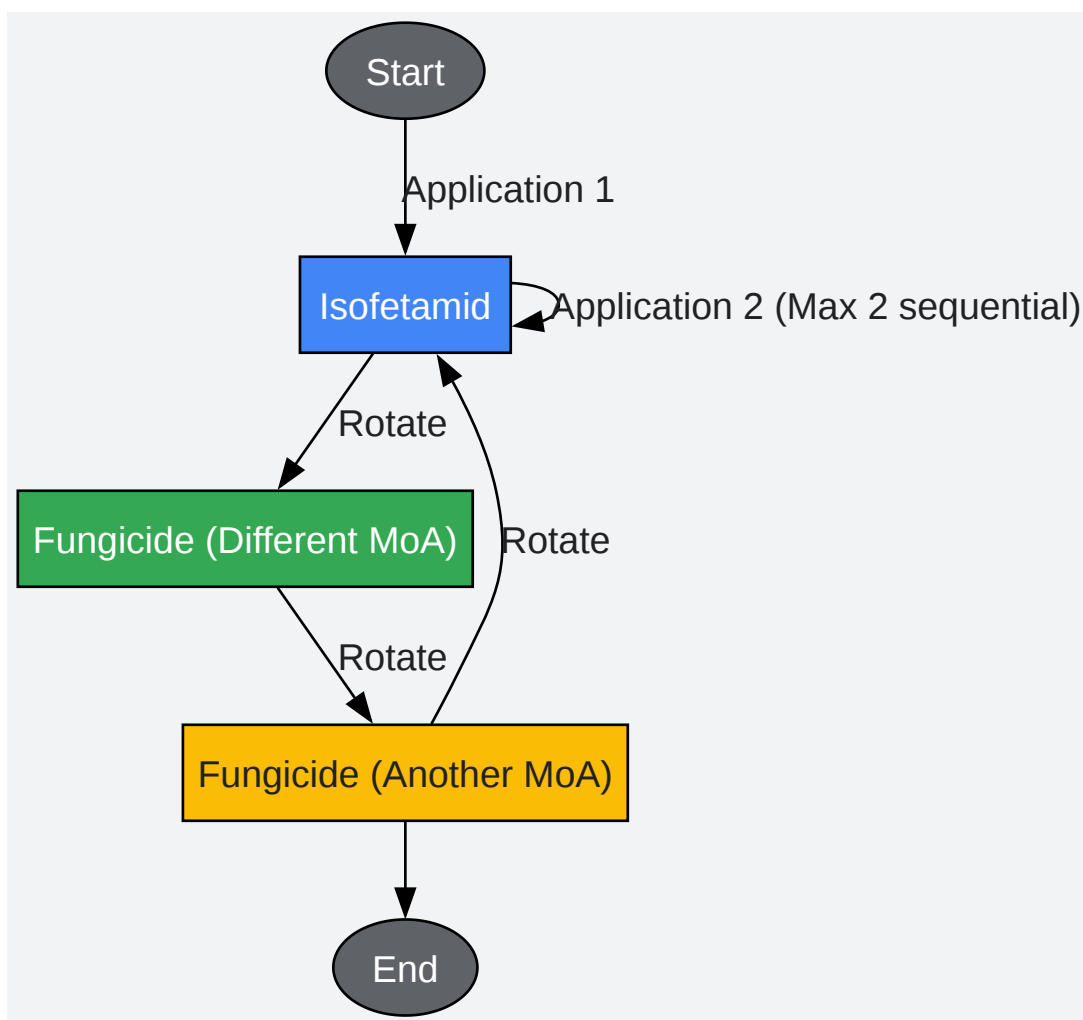 Start
Application 1
Isofetamid
Application 2 (Max 2 sequential)
Rotate
Fungicide (Different MoA)
Rotate
Rotate
Fungicide (Another MoA)
End